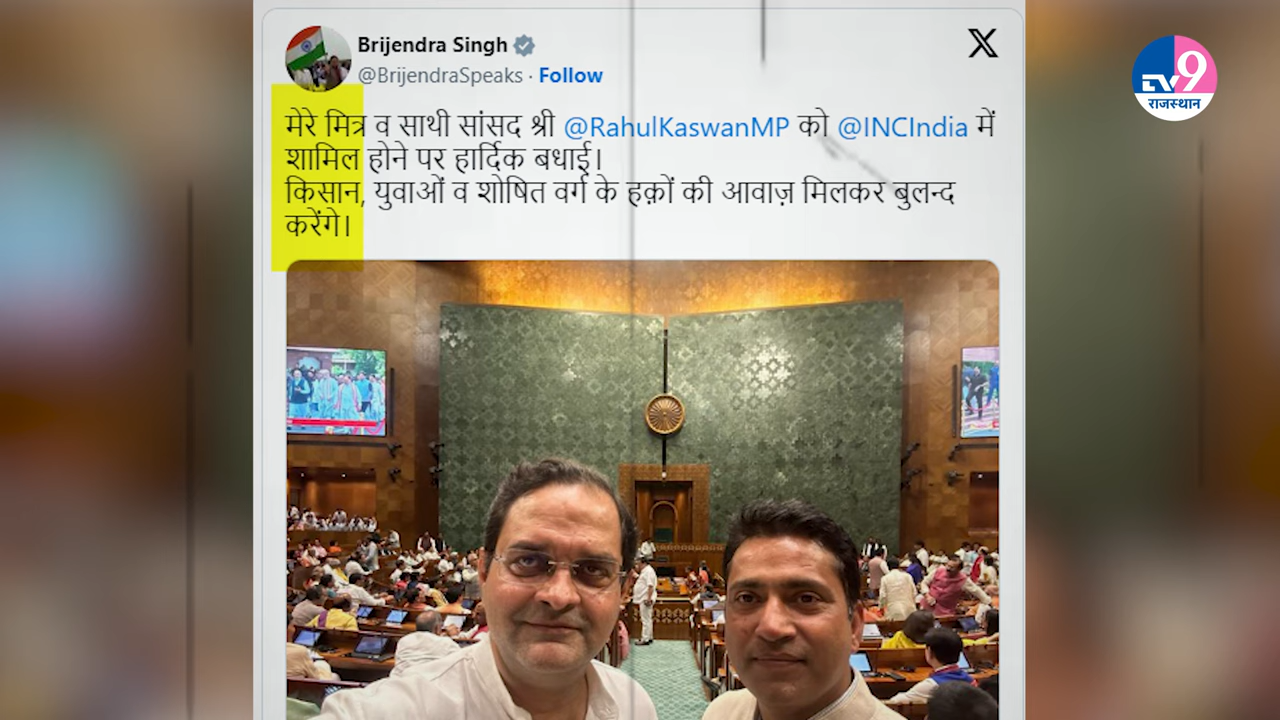 Brijendra Singh
@BrijendraSpeaks · Follow
मेरे मित्र व साथी सांसद श्री @RahulKaswanMP को @INCIndia में
शामिल होने पर हार्दिक बधाई।
किसान, युवाओं व शोषित वर्ग के हक़ों की आवाज़ मिलकर बुलन्द
करेंगे।
TV9
राजस्थान